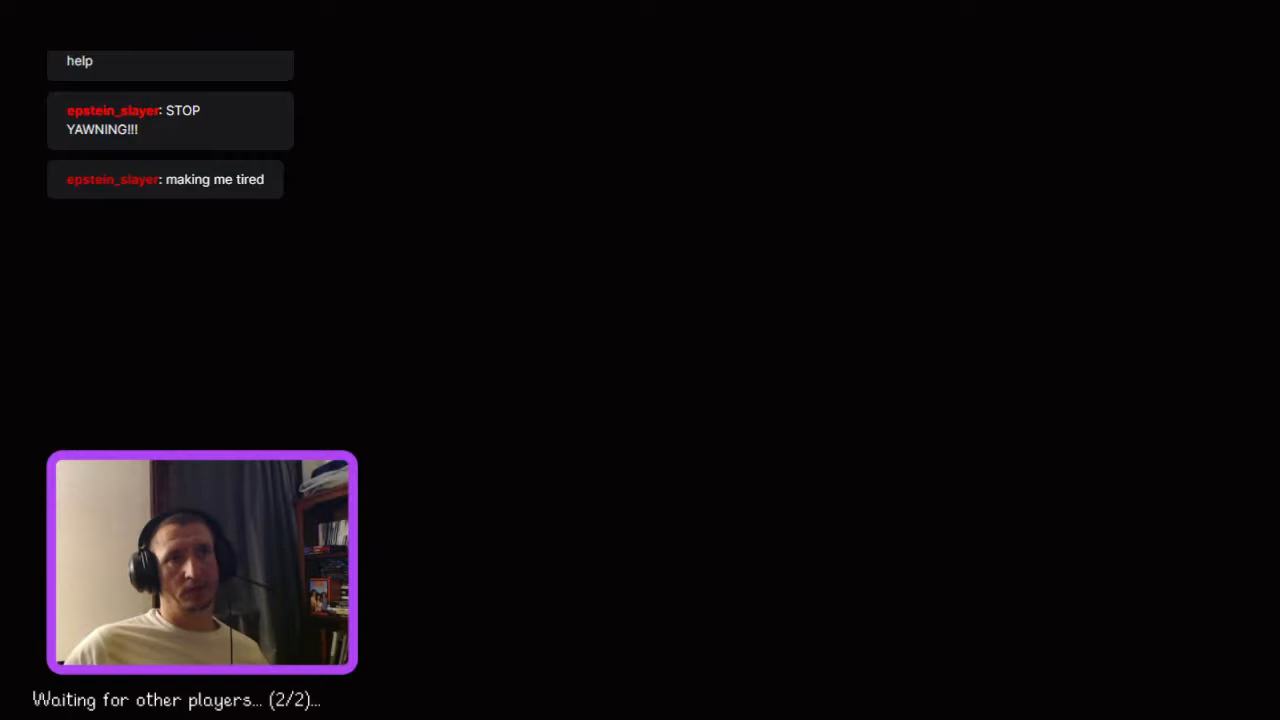 help
epstein_slayer: STOP
YAWNING!!!
epstein_slayer: making me tired
Waiting for other players... (2/2)...